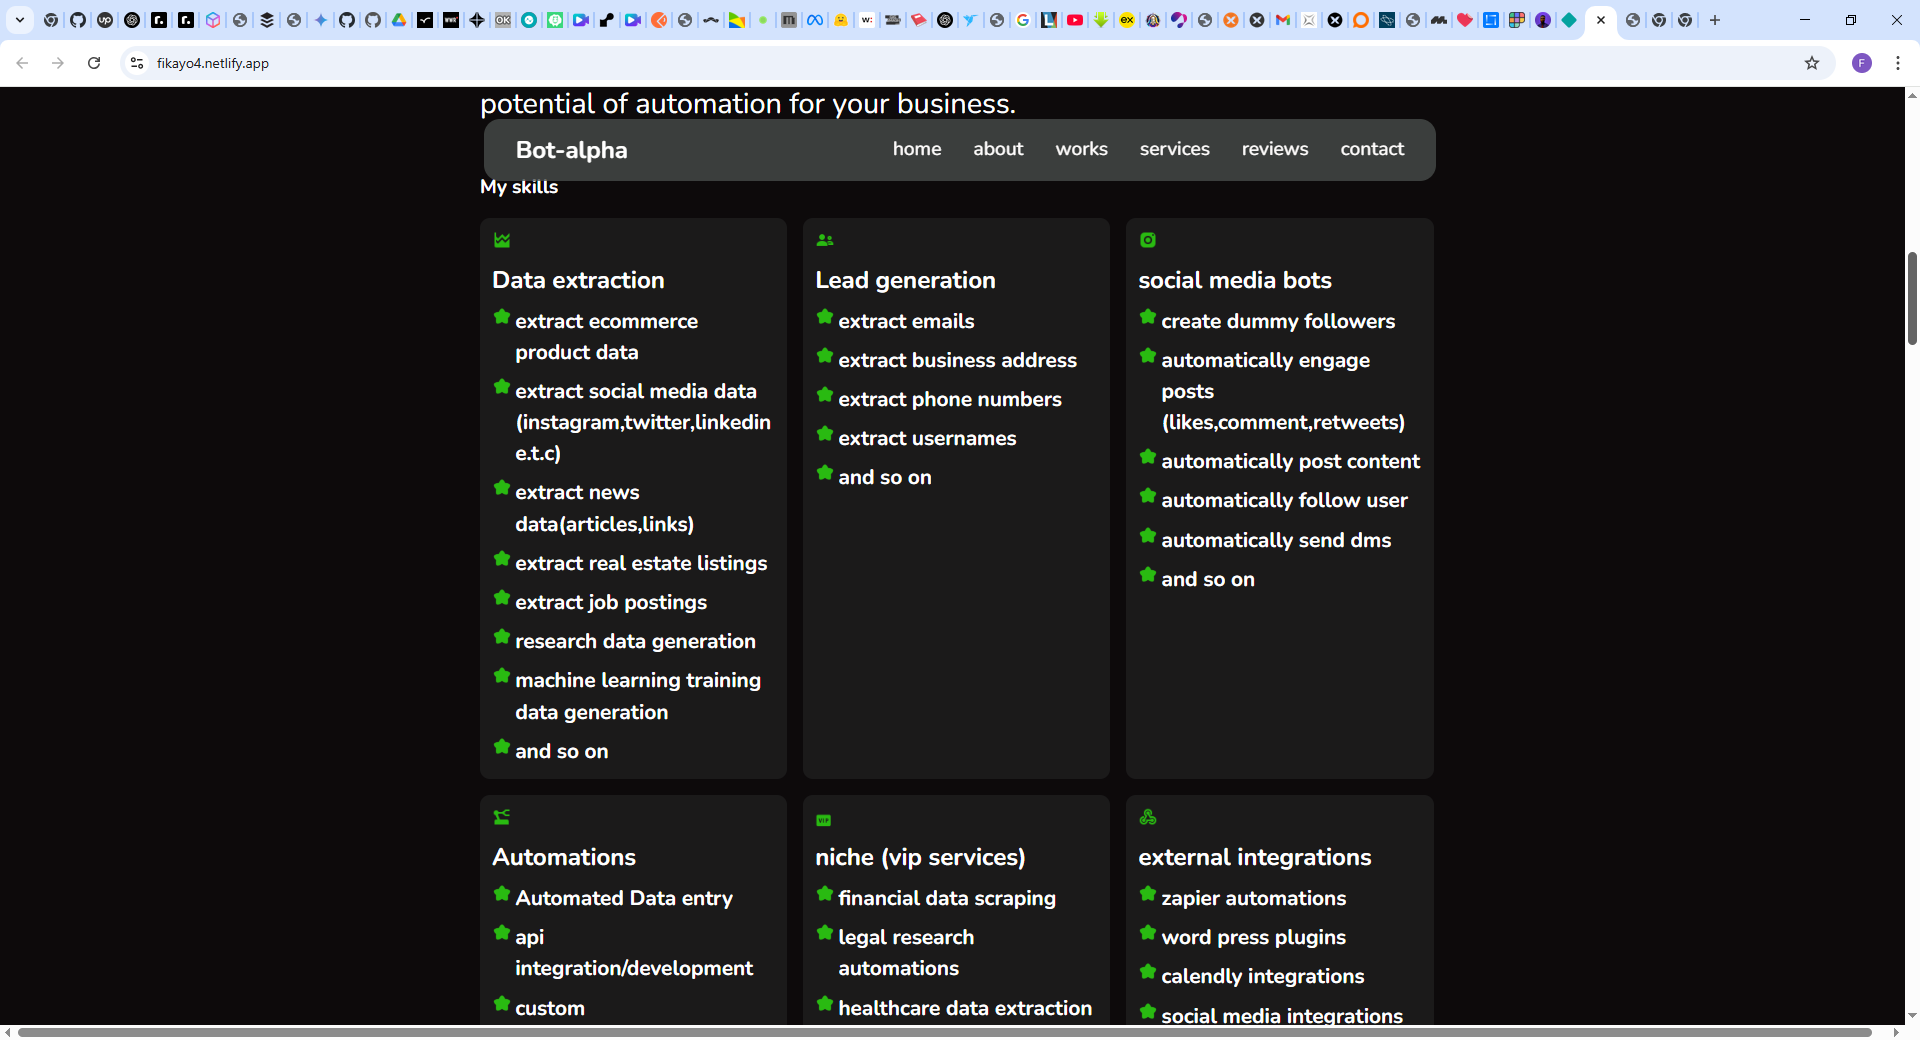 fikayo4.netlify.app
F
potential of automation for your business.
Bot-alpha
home
about
works
services
reviews
contact
My skills
Data extraction
extract ecommerce
product data
extract social media data
(instagram,twitter,linkedin
e.t.c)
extract news
data(articles,links)
extract real estate listings
extract job postings
research data generation
machine learning training
data generation
and so on
Lead generation
extract emails
extract business address
extract phone numbers
extract usernames
and so on
social media bots
create dummy followers
automatically engage
posts
(likes,comment,retweets)
automatically post content
automatically follow user
automatically send dms
and so on
Automations
Automated Data entry
api
integration/development
custom
VIP
niche (vip services)
financial data scraping
legal research
automations
healthcare data extraction
external integrations
zapier automations
word press plugins
calendly integrations
social media integrations